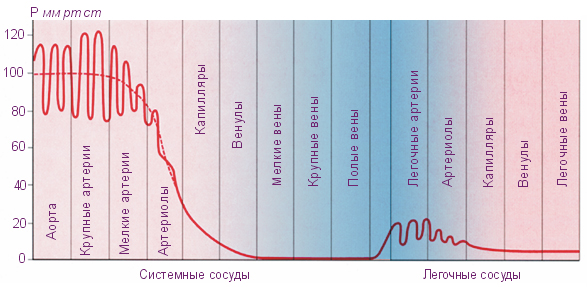 Р мм рт ст
120
100
80
60
40
20
0
Аорта
Крупные артерии
Мелкие артерии
Артериолы
Капилляры
Венулы
Мелкие вены
Крупные вены
Полые вены
Легочные артерии
Артериолы
Капилляры
Венулы
Легочные вены
Системные сосуды
Легочные сосуды